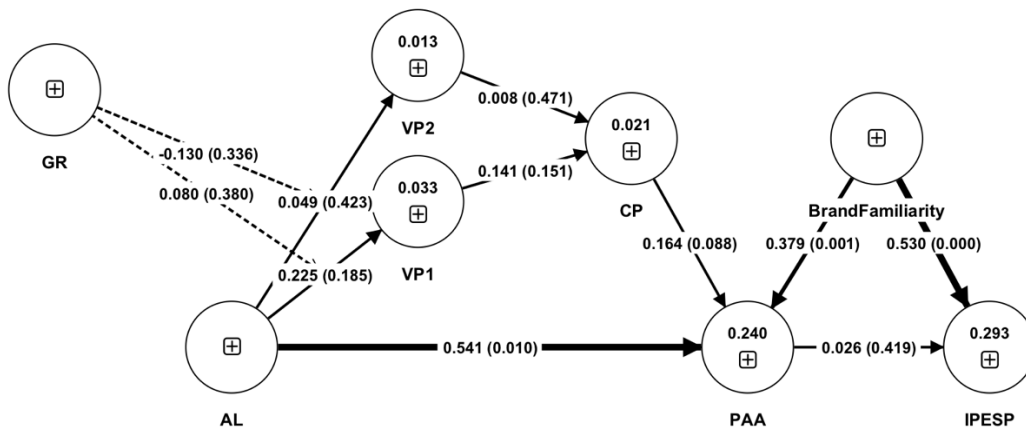 0.013
VP2
GR
-0.130 (0.336)
0.080 (0.380)
0.049 (0.423)
0.033
VP1
0.225 (0.185)
0.008 (0.471)
0.141 (0.151)
0.021
CP
BrandFamiliarity
0.164 (0.088)
0.379 (0.001)
0.530 (0.000)
AL
0.541 (0.010)
0.240
PAA
0.026 (0.419)
0.293
IPESP